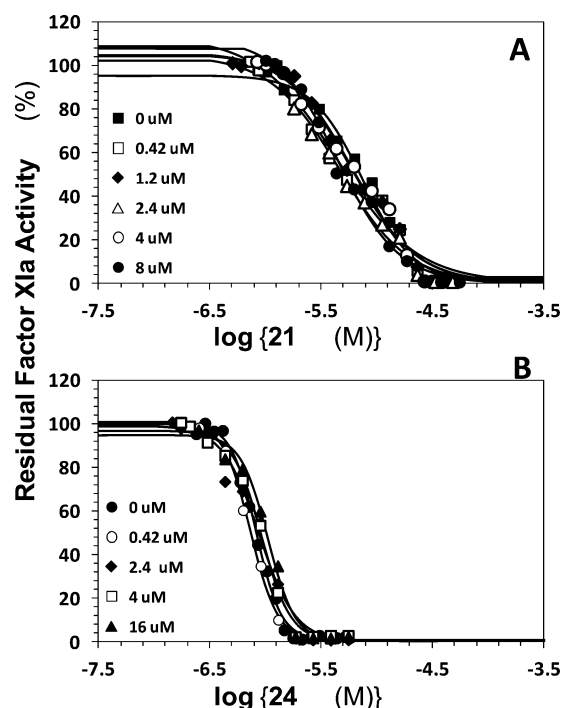 Residual Factor XIa Activity (%)
A
120
100
80
60
40
20
0
0 uM
0.42 uM
1.2 uM
2.4 uM
4 uM
8 uM
-7.5 -6.5 -5.5 -4.5 -3.5
log {21 (M)}
B
120
100
80
60
40
20
0
0 uM
0.42 uM
2.4 uM
4 uM
16 uM
-7.5 -6.5 -5.5 -4.5 -3.5
log {24 (M)}